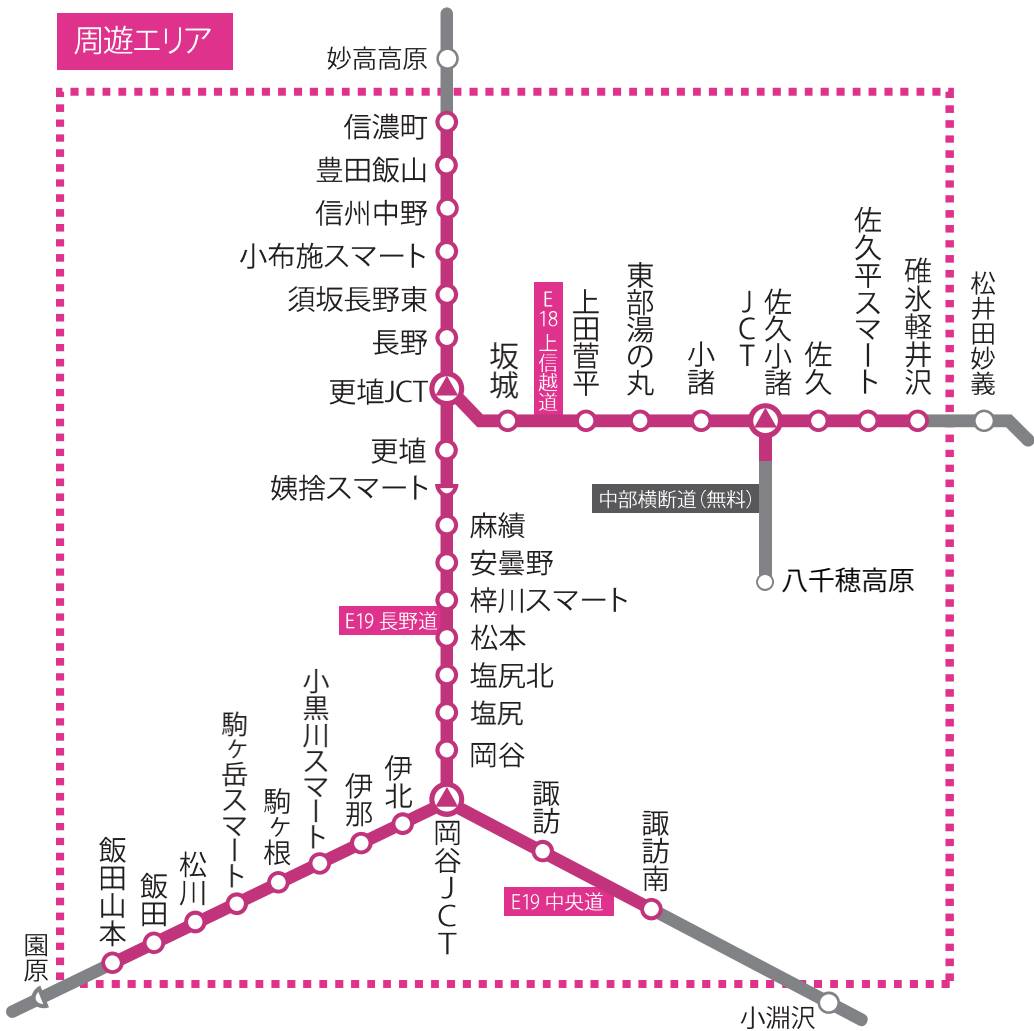 周遊エリア
妙高高原
信濃町
豊田飯山
信州中野
小布施スマート
須坂長野東
長野
更埴JCT
更埴
姨捨スマート
坂城
E18 上信越道
上田菅平
東部湯の丸
小諸
佐久小諸
JCT
佐久
佐久平スマート
碓氷軽井沢
松井田妙義
中部横断道（無料）
八千穂高原
麻績
安曇野
梓川スマート
E19 長野道
松本
塩尻北
塩尻
岡谷
岡谷JCT
伊北
伊那
小黒川スマート
駒ヶ根
駒ヶ岳スマート
松川
飯田
飯田山本
園原
諏訪
諏訪南
E19 中央道
小淵沢